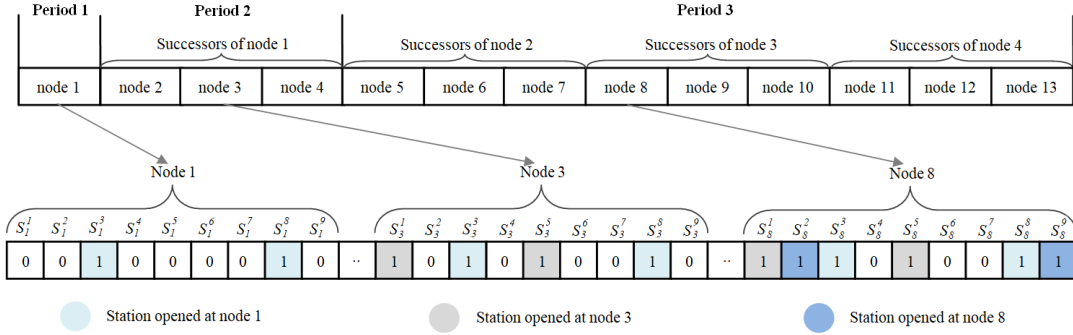 Period 1 Period 2 Period 3
Successors of node 1 Successors of node 2 Successors of node 3 Successors of node 4
node 1 node 2 node 3 node 4 node 5 node 6 node 7 node 8 node 9 node 10 node 11 node 12 node 13
Node 1 Node 3 Node 8
S_1^1 S_1^2 S_1^3 S_1^4 S_1^5 S_1^6 S_1^7 S_1^8 S_1^9 S_3^1 S_3^2 S_3^3 S_3^4 S_3^5 S_3^6 S_3^7 S_3^8 S_3^9 S_8^1 S_8^2 S_8^3 S_8^4 S_8^5 S_8^6 S_8^7 S_8^8 S_8^9
0 0 1 0 0 0 0 1 0 ·· 1 0 1 0 1 0 0 1 0 ·· 1 1 1 0 1 0 0 1 1
Station opened at node 1 Station opened at node 3 Station opened at node 8